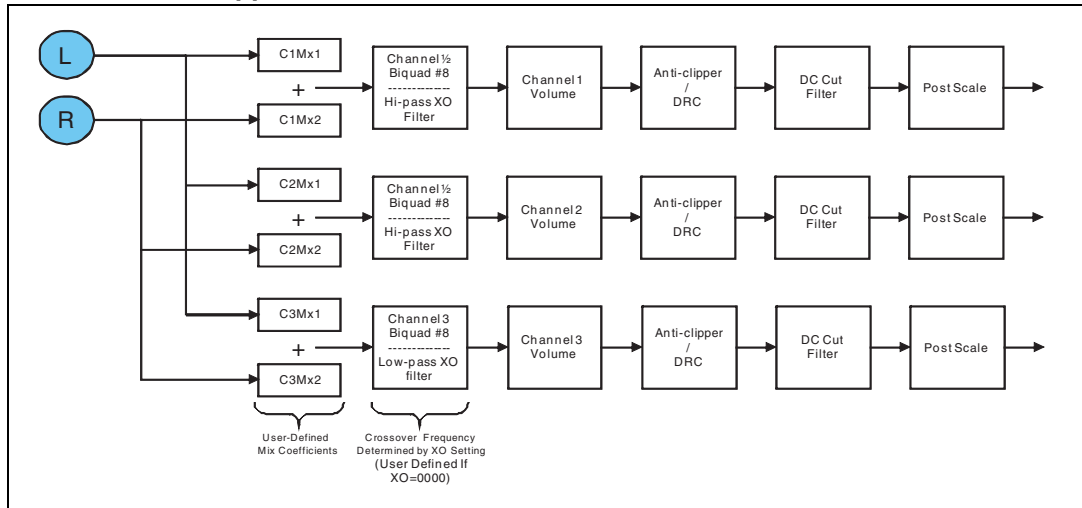 L
R
C1Mx1
+
C1Mx2
Channel ½
Biquad #8
--------------
Hi-pass XO
Filter
Channel 1
Volume
Anti-clipper
/
DRC
DC Cut
Filter
Post Scale
C2Mx1
+
C2Mx2
Channel ½
Biquad #8
--------------
Hi-pass XO
Filter
Channel 2
Volume
Anti-clipper
/
DRC
DC Cut
Filter
Post Scale
C3Mx1
+
C3Mx2
Channel 3
Biquad #8
--------------
Low-pass XO
filter
Channel 3
Volume
Anti-clipper
/
DRC
DC Cut
Filter
Post Scale
User-Defined
Mix Coefficients
Crossover Frequency
Determined by XO Setting
(User Defined If
XO=0000)